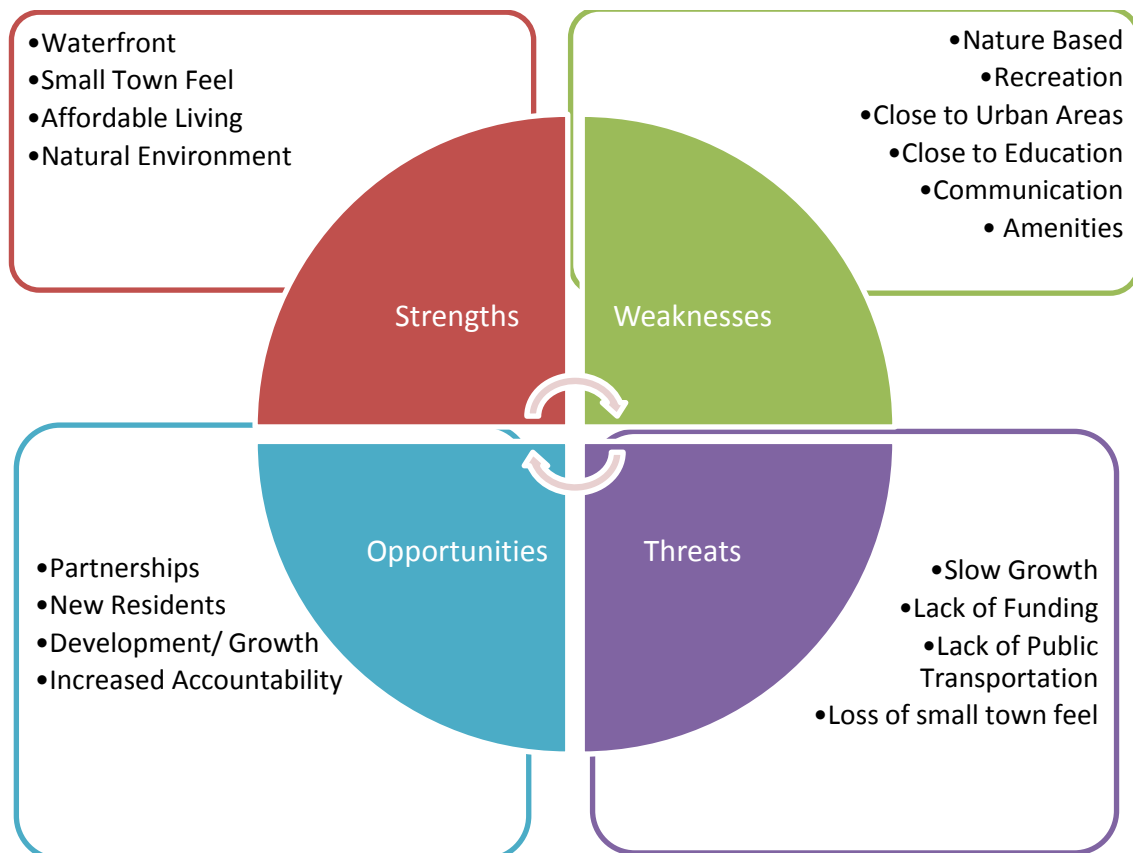 •Waterfront
•Small Town Feel
•Affordable Living
•Natural Environment
•Nature Based
•Recreation
•Close to Urban Areas
•Close to Education
•Communication
• Amenities
Strengths
Weaknesses
Opportunities
Threats
•Partnerships
•New Residents
•Development/ Growth
•Increased Accountability
•Slow Growth
•Lack of Funding
•Lack of Public
Transportation
•Loss of small town feel